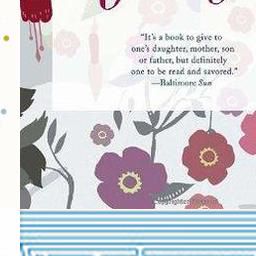 "It's a book to give to
one's daughter, mother, son
or father, but definitely
one to be read and savored."
—Baltimore Sun